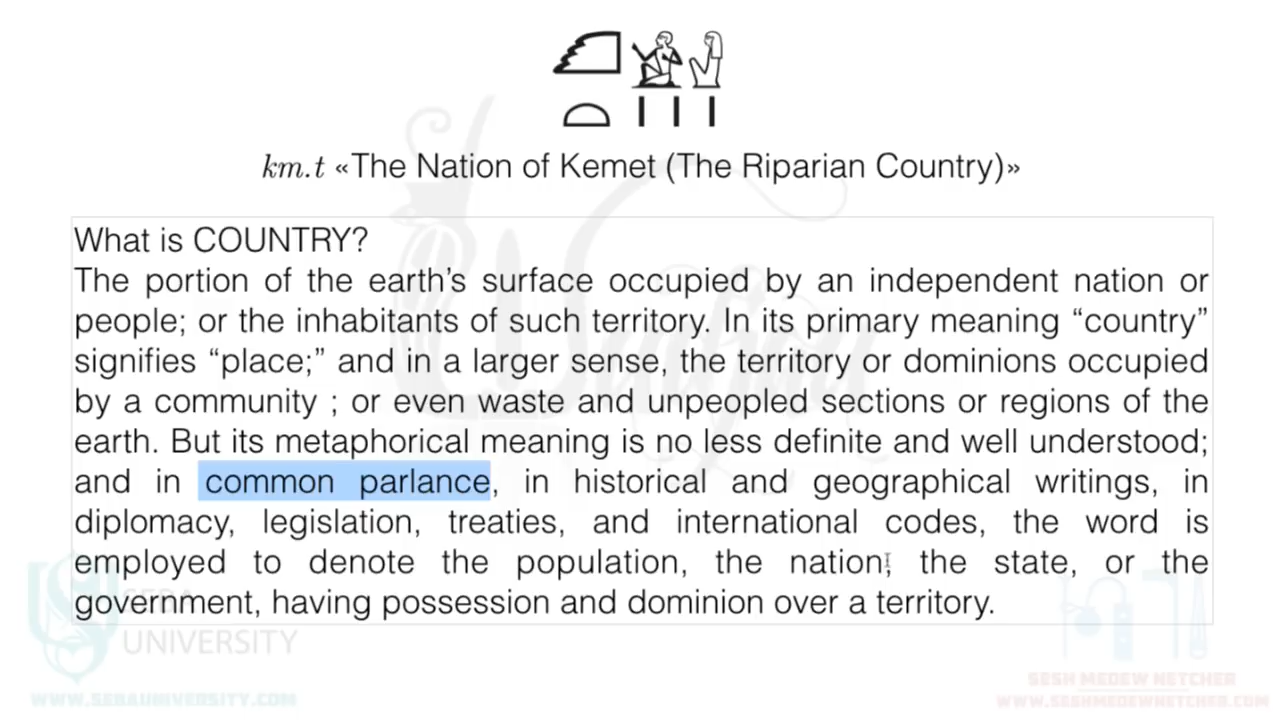 𓆎𓀀𓁐
𓏏𓏪
km.t «The Nation of Kemet (The Riparian Country)»
What is COUNTRY?
The portion of the earth’s surface occupied by an independent nation or
people; or the inhabitants of such territory. In its primary meaning “country”
signifies “place;” and in a larger sense, the territory or dominions occupied
by a community ; or even waste and unpeopled sections or regions of the
earth. But its metaphorical meaning is no less definite and well understood;
and in common parlance, in historical and geographical writings, in
diplomacy, legislation, treaties, and international codes, the word is
employed to denote the population, the nation, the state, or the
government, having possession and dominion over a territory.
SEBA
UNIVERSITY
WWW.SEBAUNIVERSITY.COM
SESH MEDEW NETCHER
WWW.SESHMEDEWNETCHER.COM